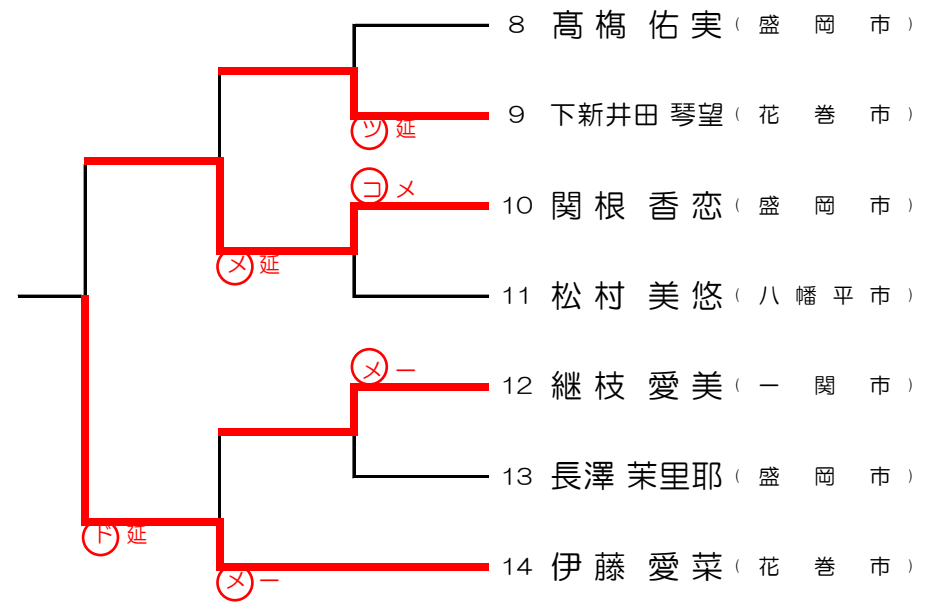 8 髙橋 佑実 (盛岡市)
9 下新井田 琴望 (花巻市)
ツ 延
コ メ
10 関根 香恋 (盛岡市)
メ 延
11 松村 美悠 (八幡平市)
メ ー
12 継枝 愛美 (一関市)
13 長澤 茉里耶 (盛岡市)
ド 延
14 伊藤 愛菜 (花巻市)
メ ー